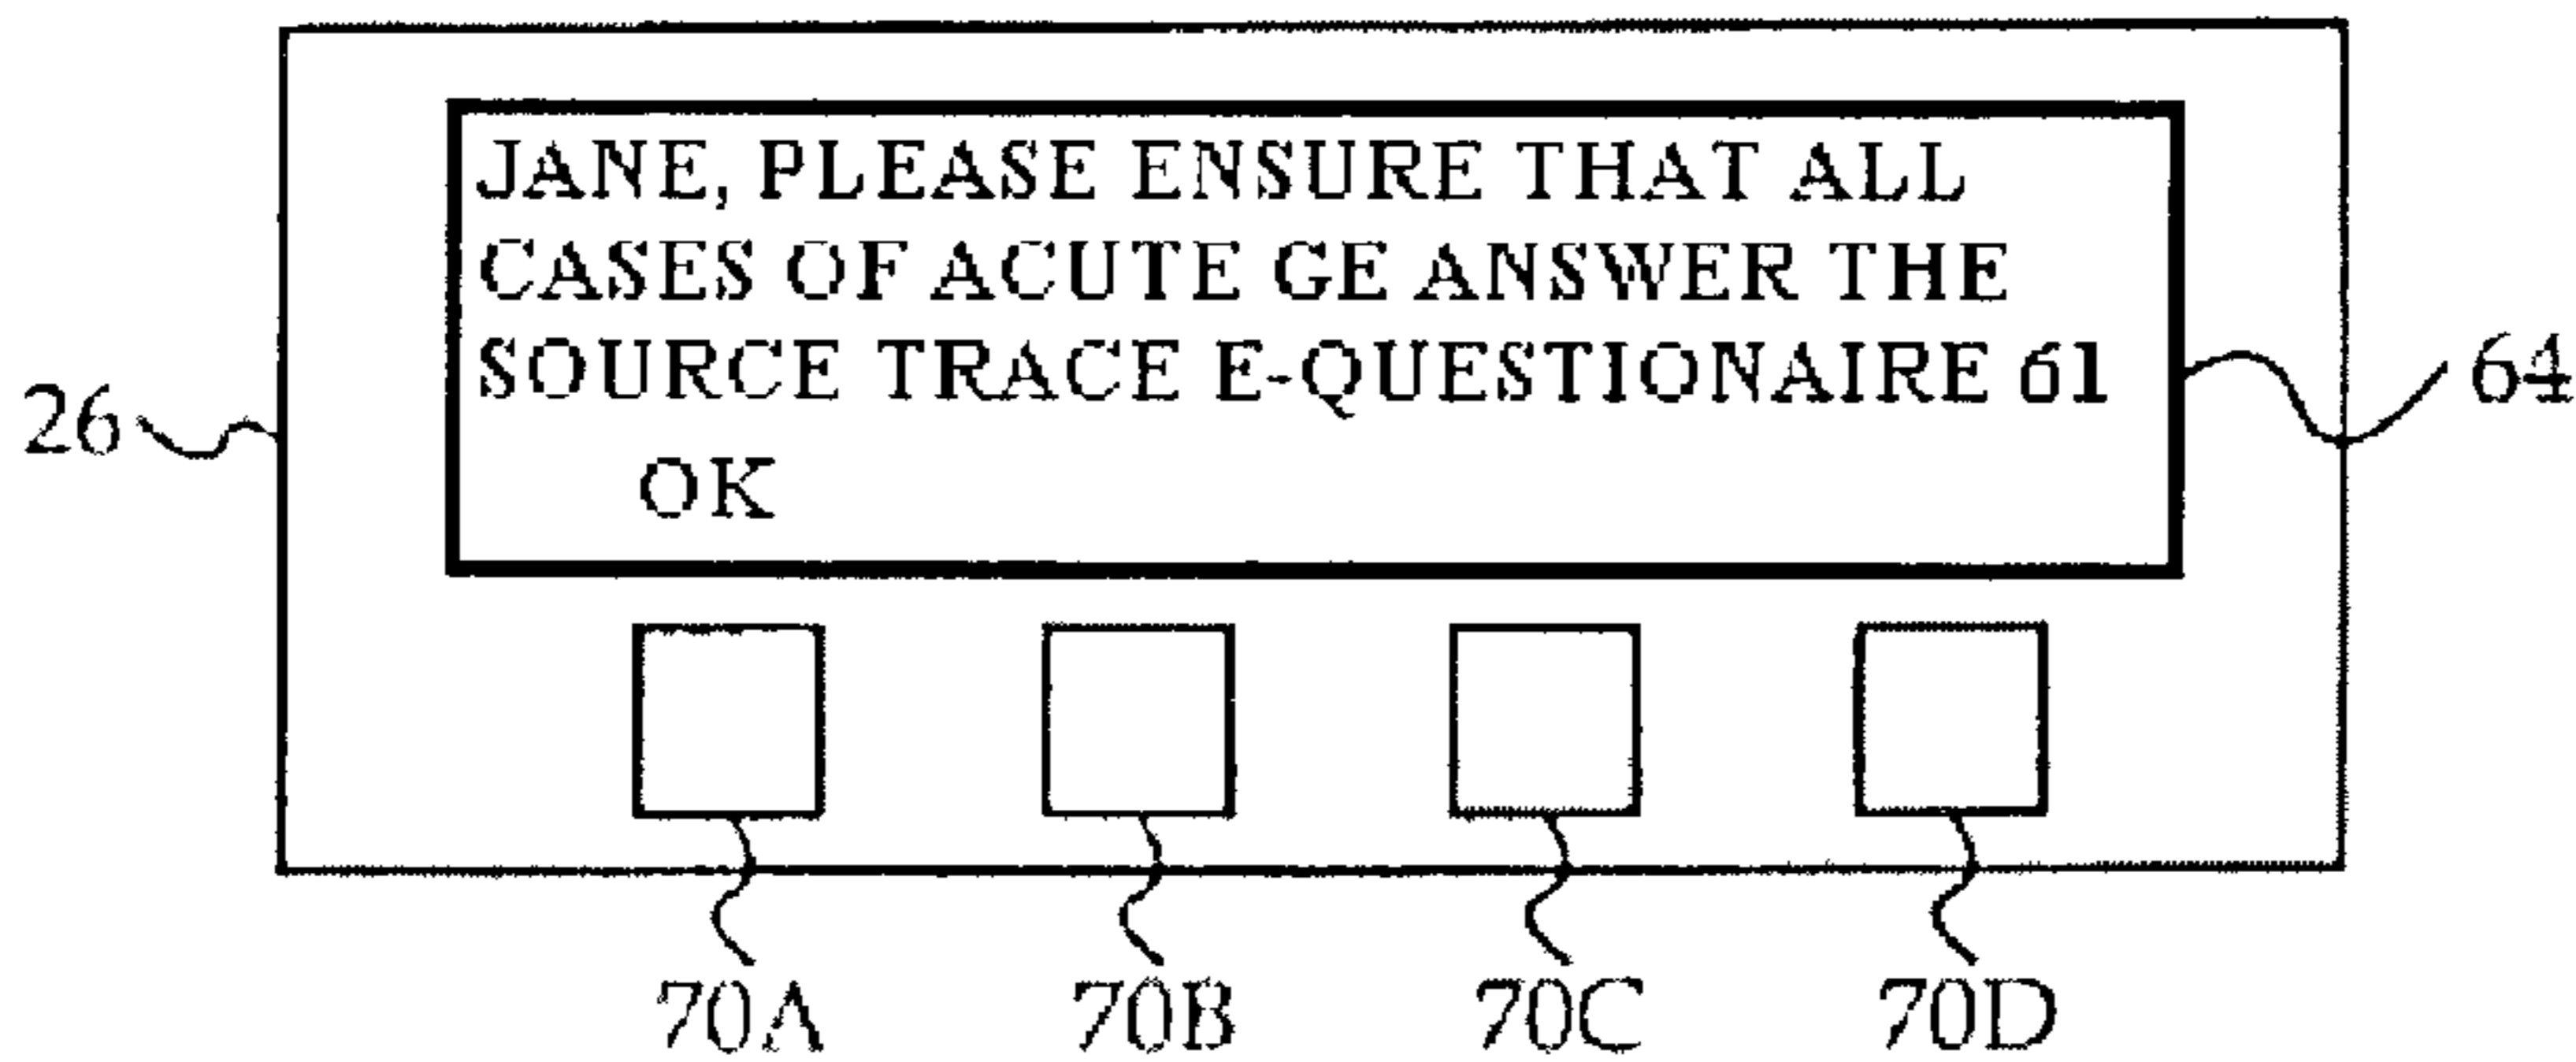 JANE, PLEASE ENSURE THAT ALL
CASES OF ACUTE GE ANSWER THE
SOURCE TRACE E-QUESTIONAIRE 61
OK
26
64
70A 70B 70C 70D